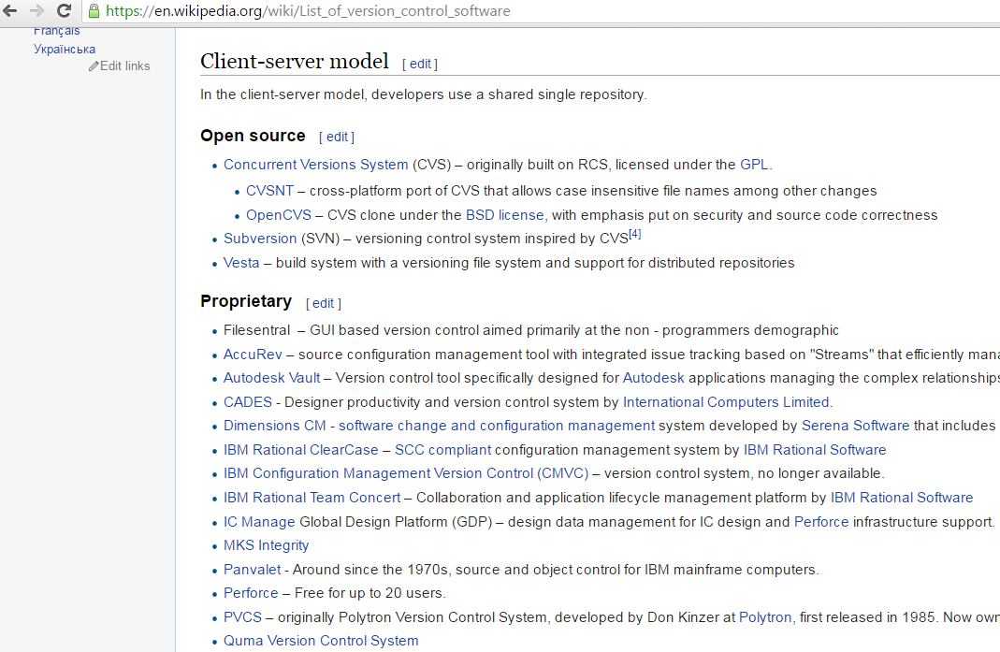 https://en.wikipedia.org/wiki/List_of_version_control_software
Français
Українська
Edit links
Client-server model [ edit ]
In the client-server model, developers use a shared single repository.
Open source [ edit ]
Concurrent Versions System (CVS) – originally built on RCS, licensed under the GPL.
CVSNT – cross-platform port of CVS that allows case insensitive file names among other changes
OpenCVS – CVS clone under the BSD license, with emphasis put on security and source code correctness
Subversion (SVN) – versioning control system inspired by CVS[4]
Vesta – build system with a versioning file system and support for distributed repositories
Proprietary [ edit ]
Filesentral – GUI based version control aimed primarily at the non - programmers demographic
AccuRev – source configuration management tool with integrated issue tracking based on "Streams" that efficiently mana
Autodesk Vault – Version control tool specifically designed for Autodesk applications managing the complex relationships
CADES - Designer productivity and version control system by International Computers Limited.
Dimensions CM - software change and configuration management system developed by Serena Software that includes
IBM Rational ClearCase – SCC compliant configuration management system by IBM Rational Software
IBM Configuration Management Version Control (CMVC) – version control system, no longer available.
IBM Rational Team Concert – Collaboration and application lifecycle management platform by IBM Rational Software
IC Manage Global Design Platform (GDP) – design data management for IC design and Perforce infrastructure support.
MKS Integrity
Panvalet - Around since the 1970s, source and object control for IBM mainframe computers.
Perforce – Free for up to 20 users.
PVCS – originally Polytron Version Control System, developed by Don Kinzer at Polytron, first released in 1985. Now own
Quma Version Control System